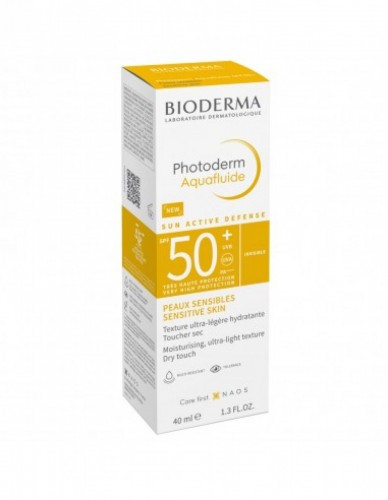 BIODERMA
LABORATOIRE DERMATOLOGIQUE
Photoderm
Aquafluide
NEW
SUN ACTIVE DEFENSE
SPF 50+
UVB
UVA
INVISIBLE
TRÈS HAUTE PROTECTION
VERY HIGH PROTECTION
PEAUX SENSIBLES
SENSITIVE SKIN
Texture ultra-légère hydratante
Toucher sec
Moisturising, ultra-light texture
Dry touch
Care first.
NAOS
40 ml ℮
1.3 FL.OZ.